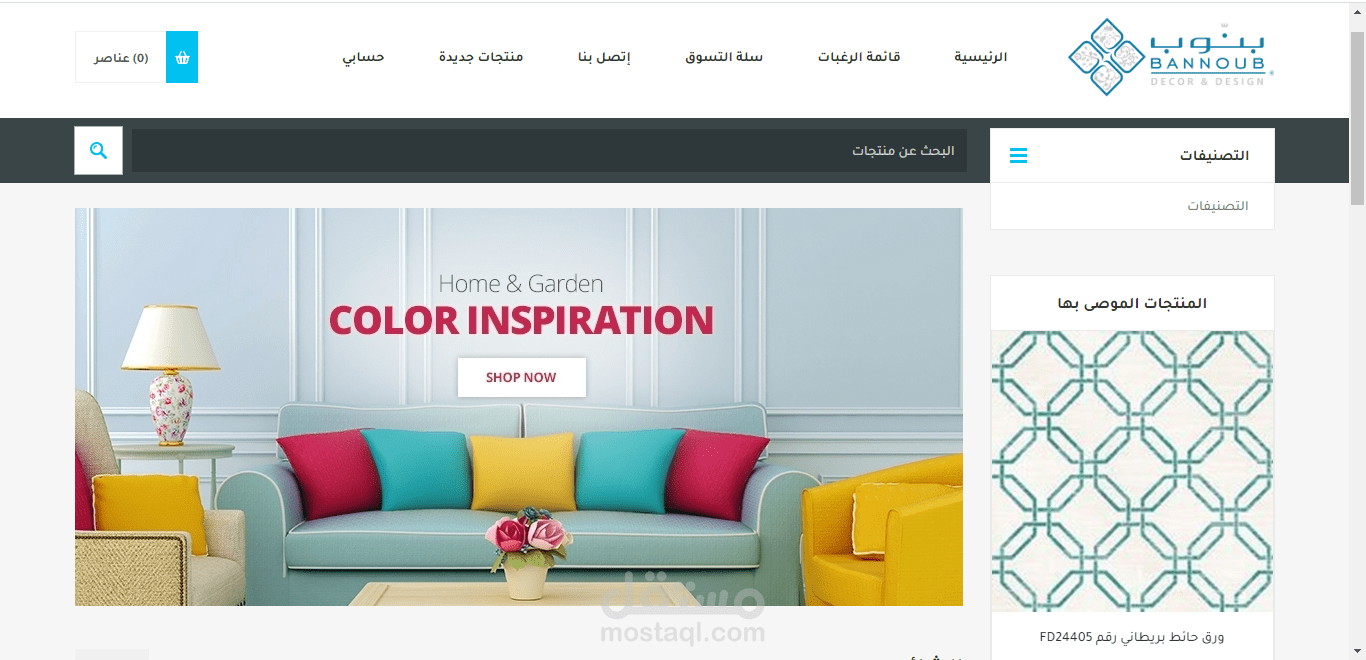 بنوب
BANNOUB
DECOR & DESIGN
الرئيسية
قائمة الرغبات
سلة التسوق
إتصل بنا
منتجات جديدة
حسابي
(0) عناصر
التصنيفات
البحث عن منتجات
التصنيفات
Home & Garden
COLOR INSPIRATION
SHOP NOW
المنتجات الموصى بها
ورق حائط بريطاني رقم FD24405
مستقل
mostaql.com